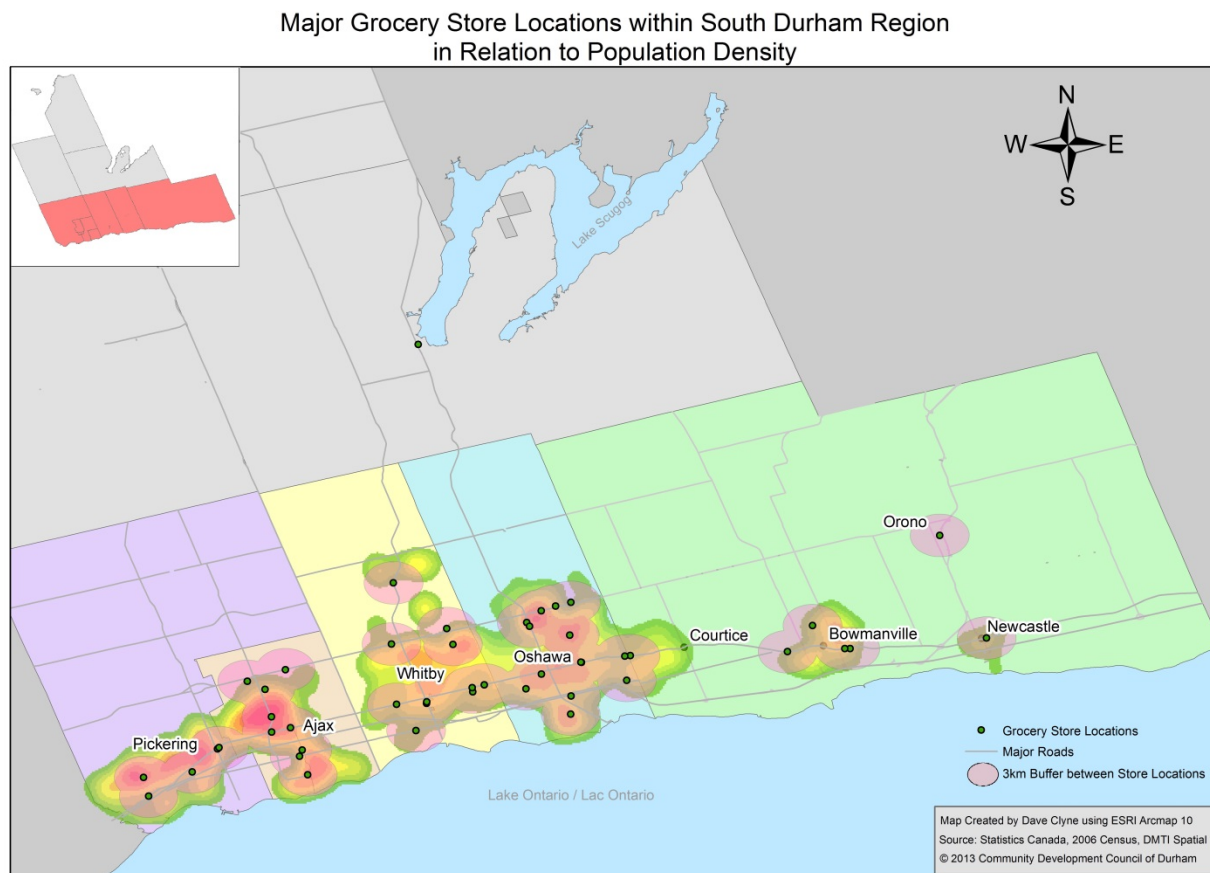 Major Grocery Store Locations within South Durham Region
in Relation to Population Density
N
W
E
S
Lake Scugog
Orono
Courtice
Bowmanville
Newcastle
Oshawa
Whitby
Ajax
Pickering
Lake Ontario / Lac Ontario
Grocery Store Locations
Major Roads
3km Buffer between Store Locations
Map Created by Dave Clyne using ESRI Arcmap 10
Source: Statistics Canada, 2006 Census, DMTI Spatial
© 2013 Community Development Council of Durham